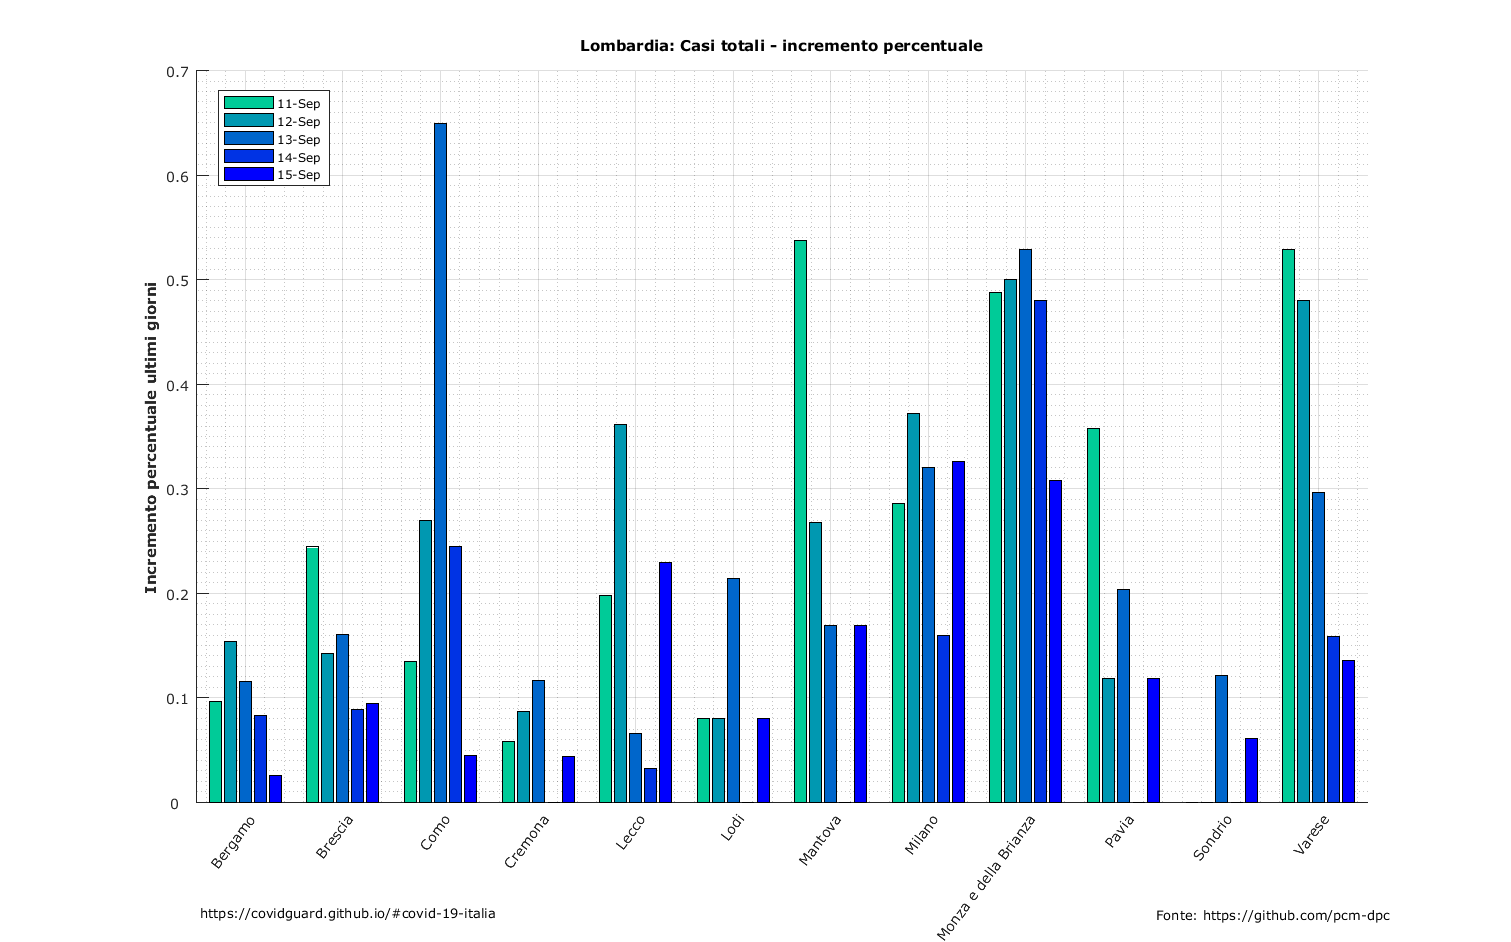 Lombardia: Casi totali - incremento percentuale
0.7
0.6
0.5
0.4
0.3
0.2
0.1
0
Incremento percentuale ultimi giorni
11-Sep
12-Sep
13-Sep
14-Sep
15-Sep
Bergamo
Brescia
Como
Cremona
Lecco
Lodi
Mantova
Milano
Monza e della Brianza
Pavia
Sondrio
Varese
https://covidguard.github.io/#covid-19-italia
Fonte: https://github.com/pcm-dpc